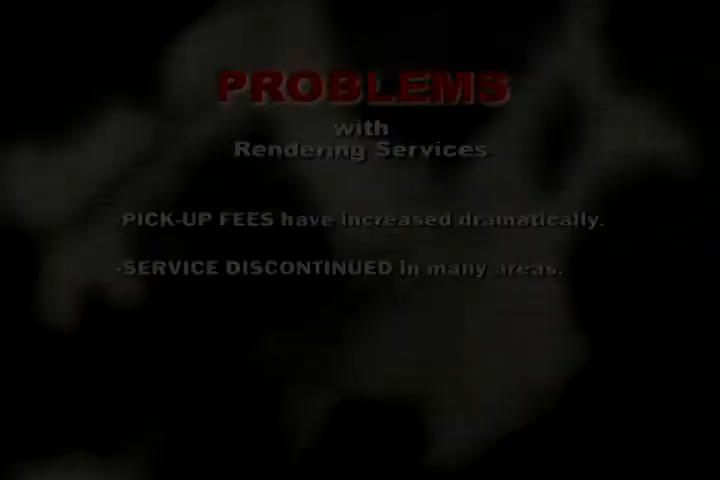 PROBLEMS
with
Rendering Services
-PICK-UP FEES have increased dramatically.
-SERVICE DISCONTINUED in many areas.